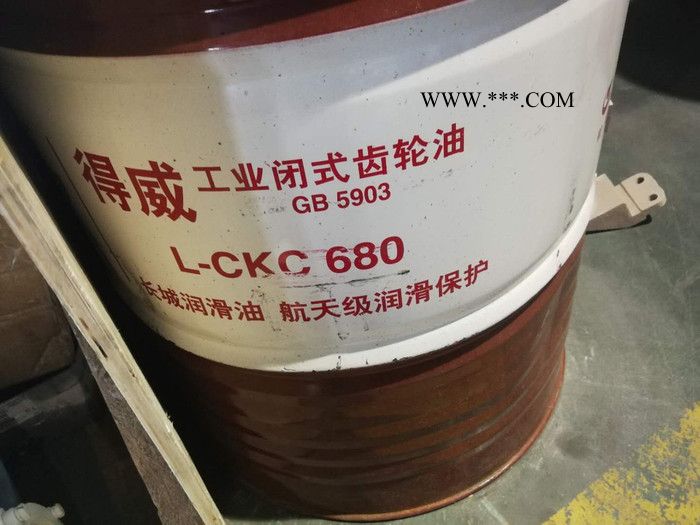 WWW.***.COM
得威 工业闭式齿轮油
GB 5903
L-CKC 680
长城润滑油 航天级润滑保护